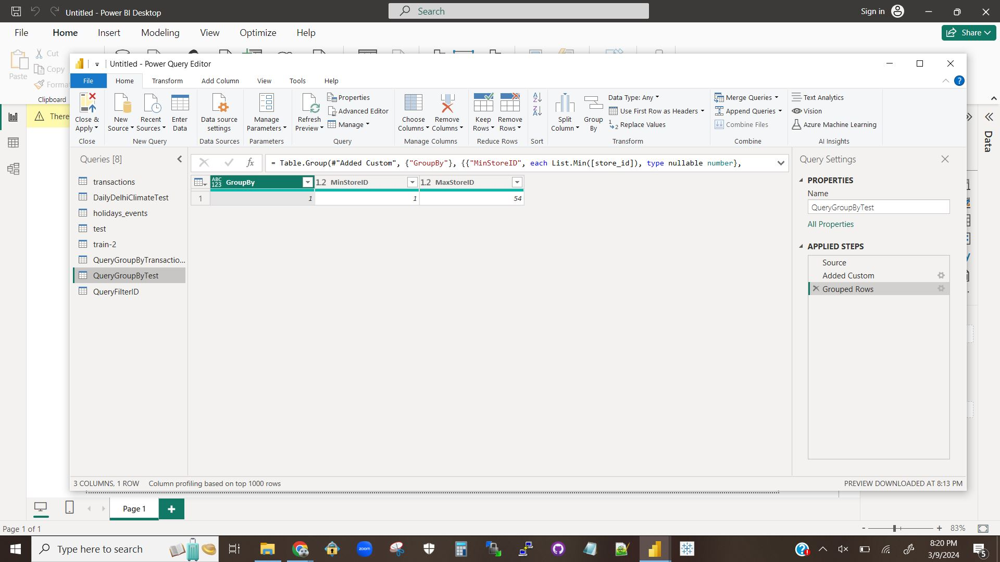 Untitled - Power BI Desktop
Search
Sign in
File Home Insert Modeling View Optimize Help
Share
Paste
Cut
Copy
Clipboard
There
Untitled - Power Query Editor
File Home Transform Add Column View Tools Help
Close & Apply
Close
New Source
Recent Sources
Enter Data
New Query
Data source settings
Data Sources
Manage Parameters
Parameters
Refresh Preview
Properties
Advanced Editor
Manage
Query
Choose Columns
Remove Columns
Manage Columns
Keep Rows
Remove Rows
Reduce Rows
Sort
Split Column
Group By
Data Type: Any
Use First Row as Headers
Replace Values
Transform
Merge Queries
Append Queries
Combine Files
Combine
Text Analytics
Vision
Azure Machine Learning
AI Insights
Data
Queries [8]
transactions
DailyDelhiClimateTest
holidays_events
test
train-2
QueryGroupByTransactio...
QueryGroupByTest
QueryFilterID
fx
= Table.Group(#"Added Custom", {"GroupBy"}, {{"MinStoreID", each List.Min([store_id]), type nullable number},
ABC 123 GroupBy 1.2 MinStoreID 1.2 MaxStoreID
1 1 1 54
Query Settings
PROPERTIES
Name
QueryGroupByTest
All Properties
APPLIED STEPS
Source
Added Custom
Grouped Rows
3 COLUMNS, 1 ROW Column profiling based on top 1000 rows
PREVIEW DOWNLOADED AT 8:13 PM
Page 1
Page 1 of 1
- + 83%
Type here to search
zoom
8:20 PM
3/9/2024
5